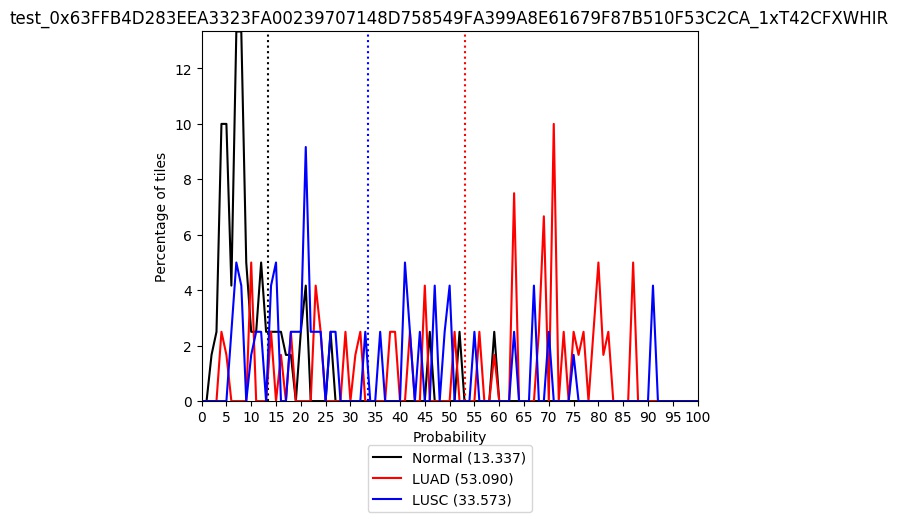 test_0x63FFB4D283EEA3323FA00239707148D758549FA399A8E61679F87B510F53C2CA_1xT42CFXWHIR
Percentage of tiles
12
10
8
6
4
2
0
0 5 10 15 20 25 30 35 40 45 50 55 60 65 70 75 80 85 90 95 100
Probability
Normal (13.337)
LUAD (53.090)
LUSC (33.573)